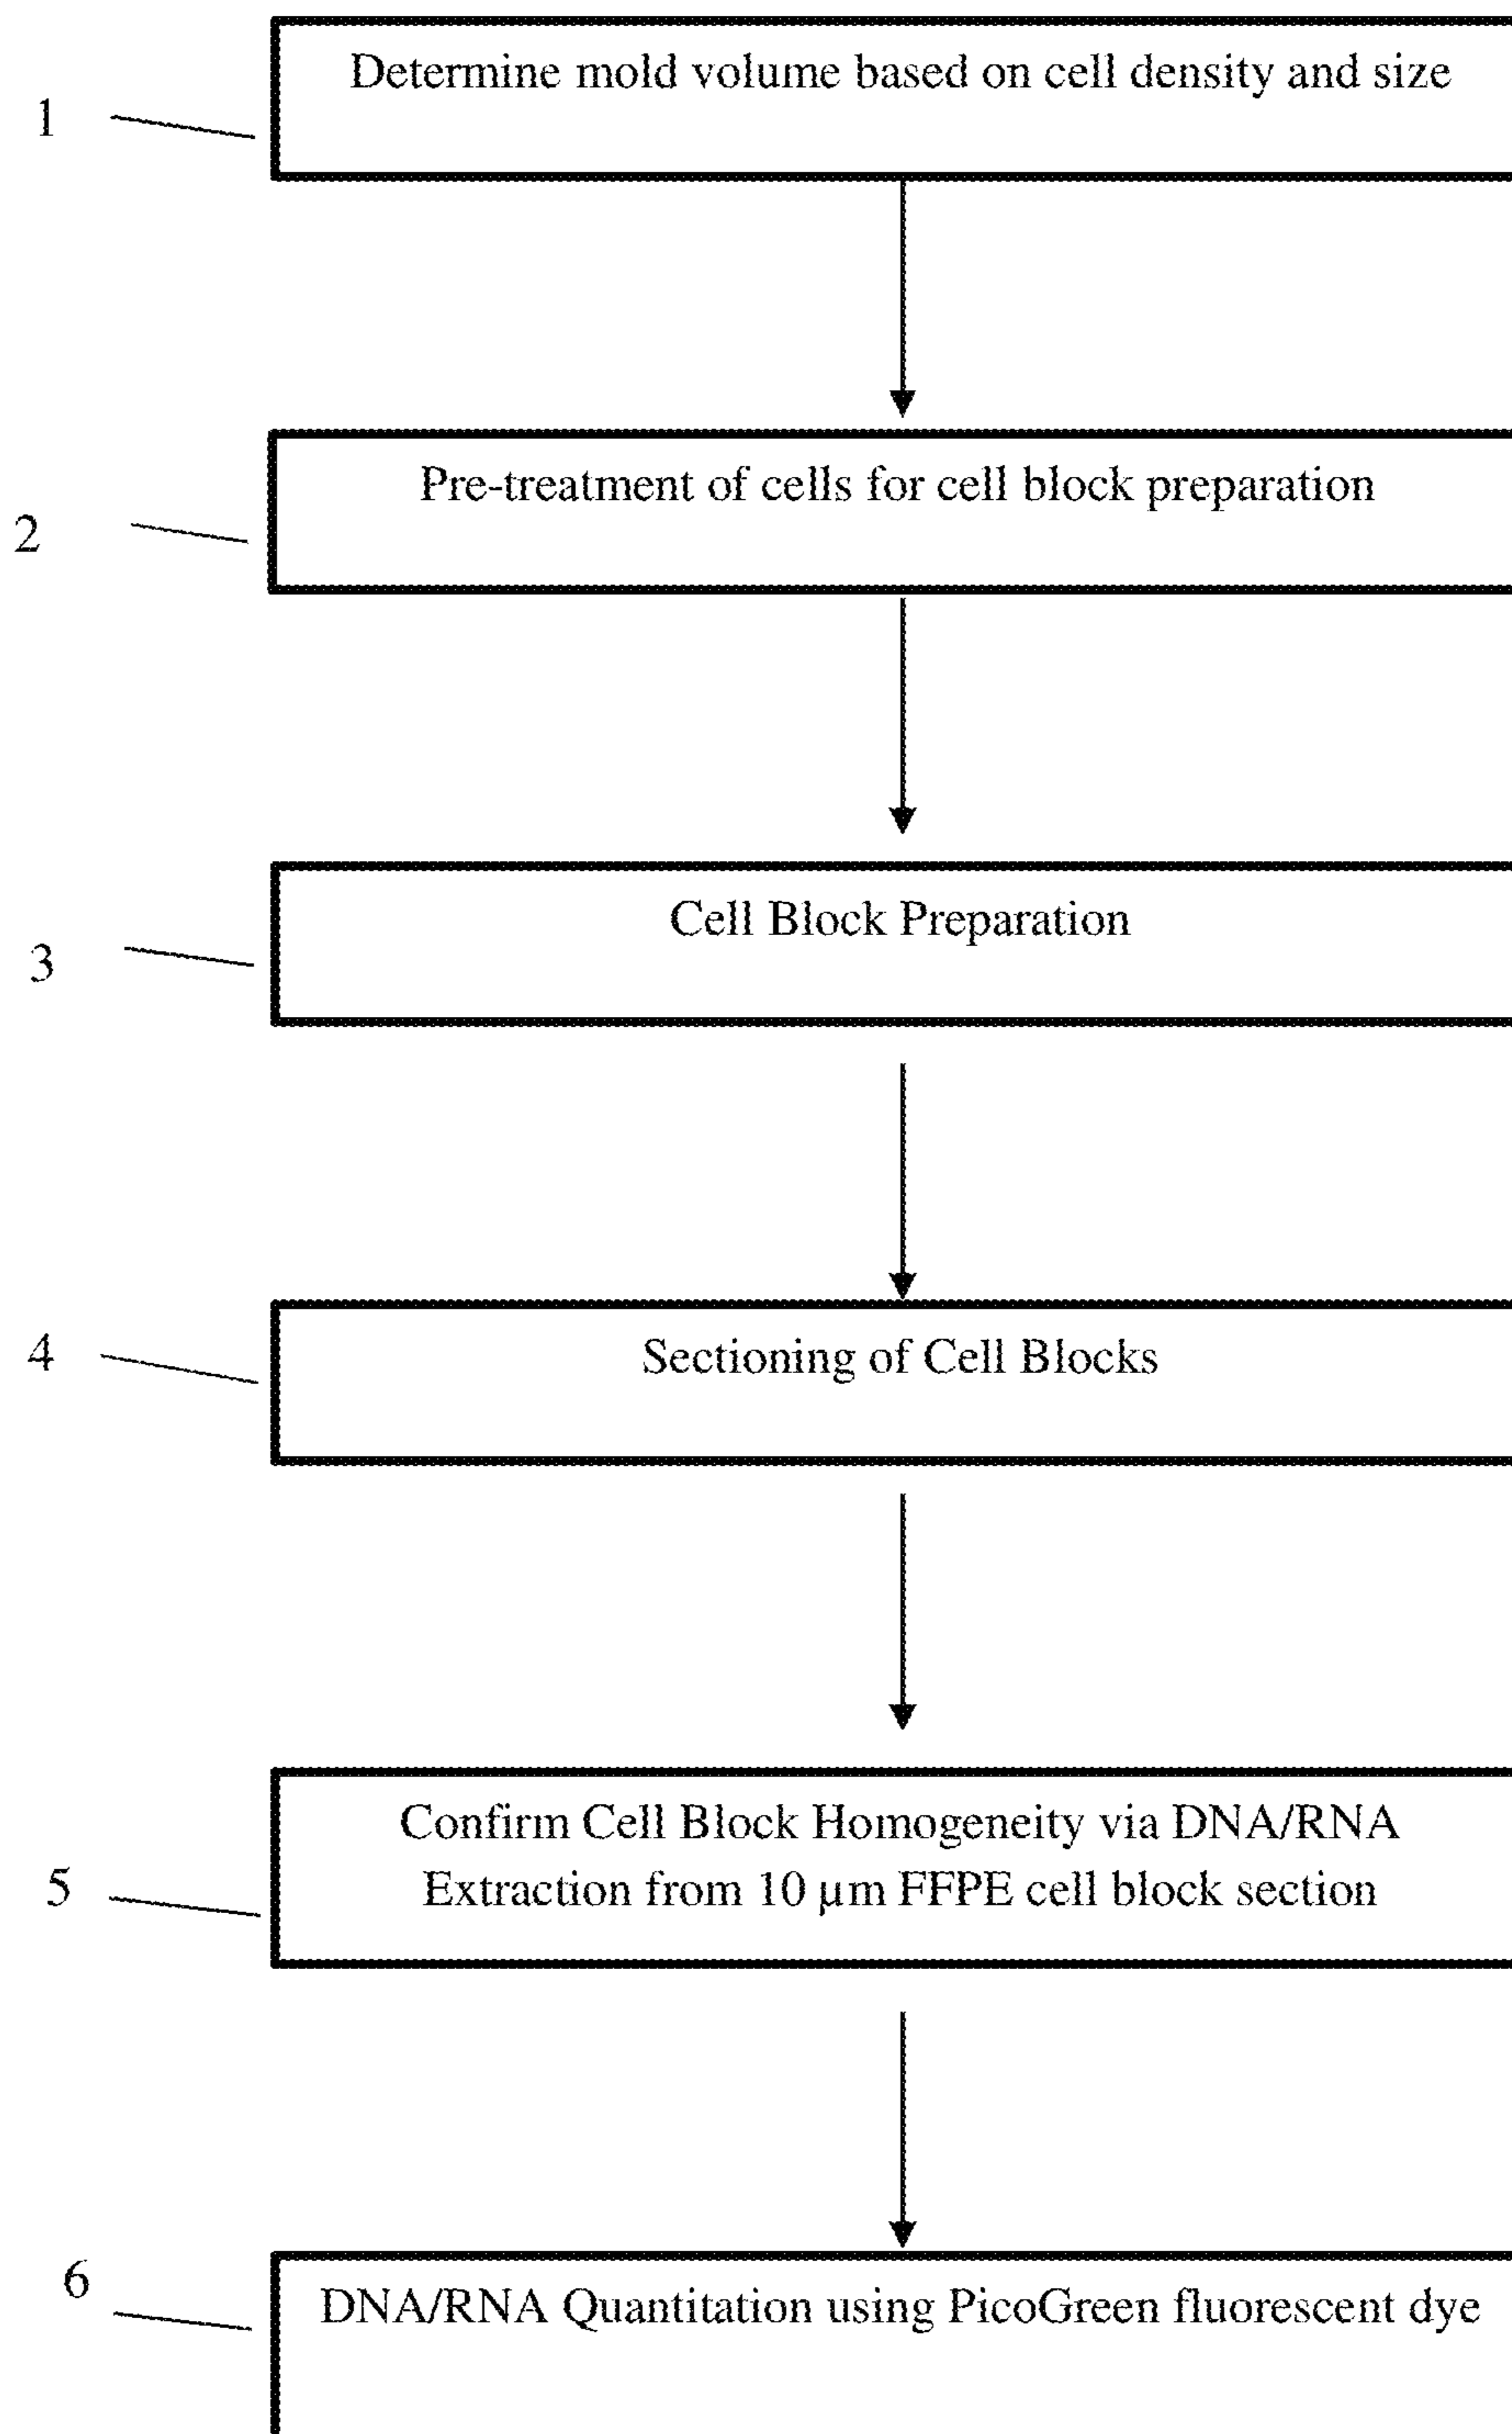 Determine mold volume based on cell density and size
1
Pre-treatment of cells for cell block preparation
2
Cell Block Preparation
3
Sectioning of Cell Blocks
4
Confirm Cell Block Homogeneity via DNA/RNA
Extraction from 10 µm FFPE cell block section
5
6
DNA/RNA Quantitation using PicoGreen fluorescent dye